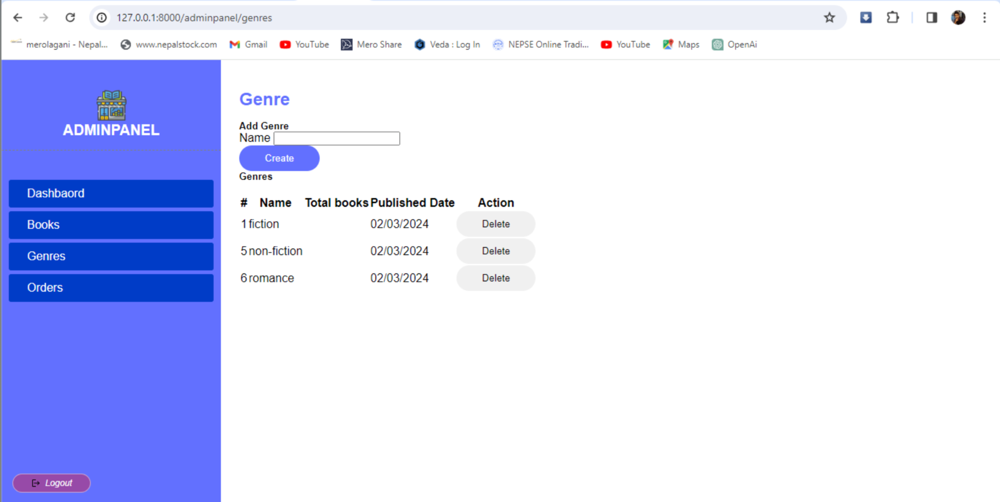 127.0.0.1:8000/adminpanel/genres
merolagani - Nepal... www.nepalstock.com Gmail YouTube Mero Share Veda : Log In NEPSE Online Tradi... YouTube Maps OpenAi
ADMINPANEL
Dashbaord
Books
Genres
Orders
Logout
Genre
Add Genre
Name
Create
Genres
# Name Total books Published Date Action
1 fiction 02/03/2024 Delete
5 non-fiction 02/03/2024 Delete
6 romance 02/03/2024 Delete